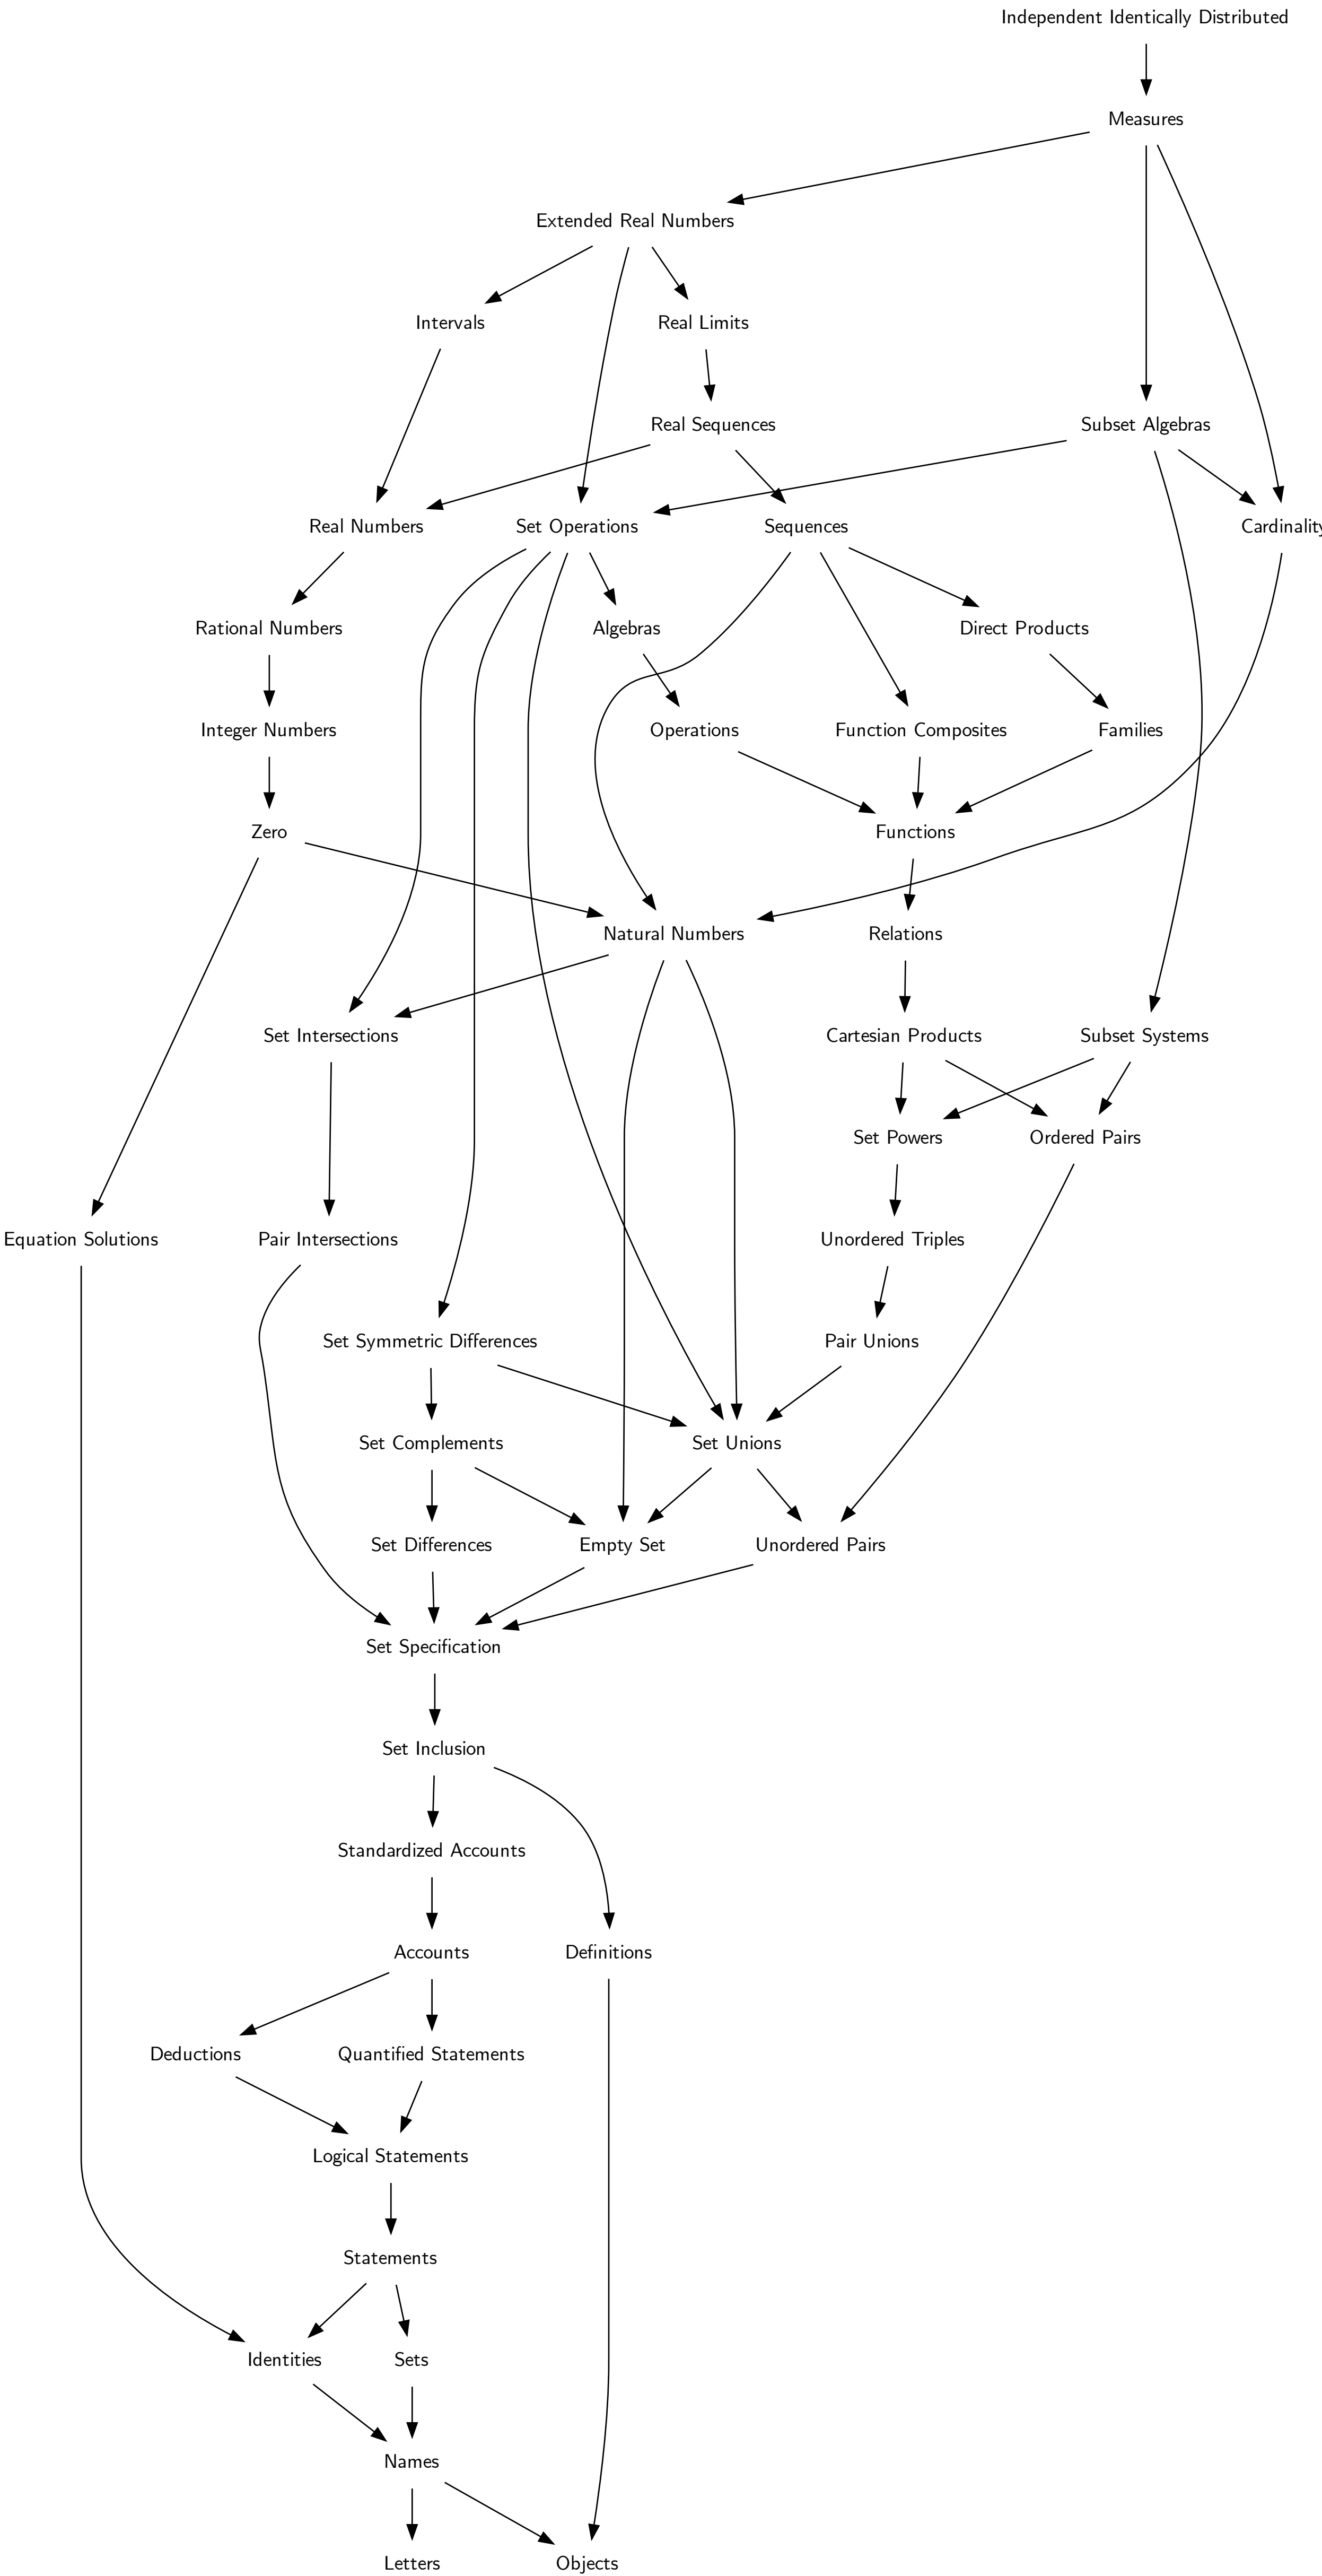 Independent Identically Distributed
Measures
Extended Real Numbers
Intervals
Real Limits
Real Sequences
Subset Algebras
Real Numbers
Set Operations
Sequences
Cardinality
Rational Numbers
Algebras
Direct Products
Integer Numbers
Operations
Function Composites
Families
Zero
Functions
Natural Numbers
Relations
Set Intersections
Cartesian Products
Subset Systems
Set Powers
Ordered Pairs
Equation Solutions
Pair Intersections
Unordered Triples
Set Symmetric Differences
Pair Unions
Set Complements
Set Unions
Set Differences
Empty Set
Unordered Pairs
Set Specification
Set Inclusion
Standardized Accounts
Accounts
Definitions
Deductions
Quantified Statements
Logical Statements
Statements
Identities
Sets
Names
Letters
Objects